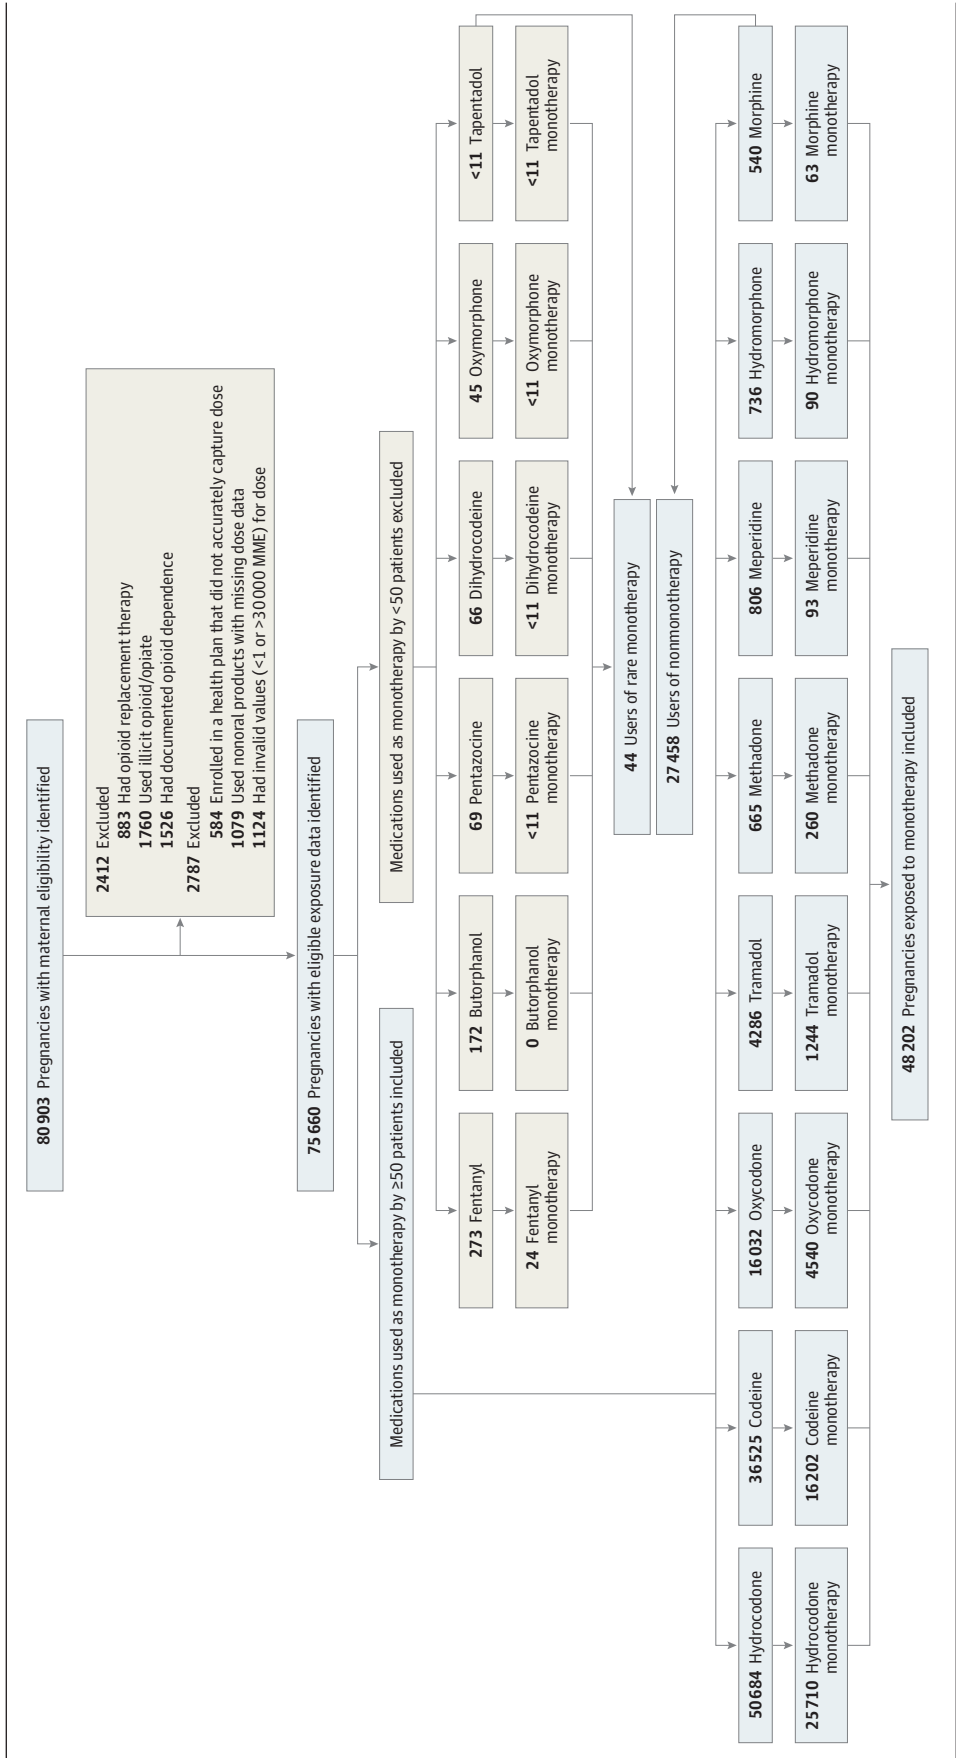 80 903 Pregnancies with maternal eligibility identified
2412 Excluded
883 Had opioid replacement therapy
1760 Used illicit opioid/opiate
1526 Had documented opioid dependence
2787 Excluded
584 Enrolled in a health plan that did not accurately capture dose
1079 Used nonoral products with missing dose data
1124 Had invalid values (<1 or >30 000 MME) for dose
75 660 Pregnancies with eligible exposure data identified
Medications used as monotherapy by ≥50 patients included
Medications used as monotherapy by <50 patients excluded
273 Fentanyl
172 Butorphanol
69 Pentazocine
66 Dihydrocodeine
45 Oxymorphone
<11 Tapentadol
24 Fentanyl
monotherapy
0 Butorphanol
monotherapy
<11 Pentazocine
monotherapy
<11 Dihydrocodeine
monotherapy
<11 Oxymorphone
monotherapy
<11 Tapentadol
monotherapy
44 Users of rare monotherapy
27 458 Users of nonmonotherapy
50 684 Hydrocodone
36 525 Codeine
16 032 Oxycodone
4286 Tramadol
665 Methadone
806 Meperidine
736 Hydromorphone
540 Morphine
25 710 Hydrocodone
monotherapy
16 202 Codeine
monotherapy
4540 Oxycodone
monotherapy
1244 Tramadol
monotherapy
260 Methadone
monotherapy
93 Meperidine
monotherapy
90 Hydromorphone
monotherapy
63 Morphine
monotherapy
48 202 Pregnancies exposed to monotherapy included